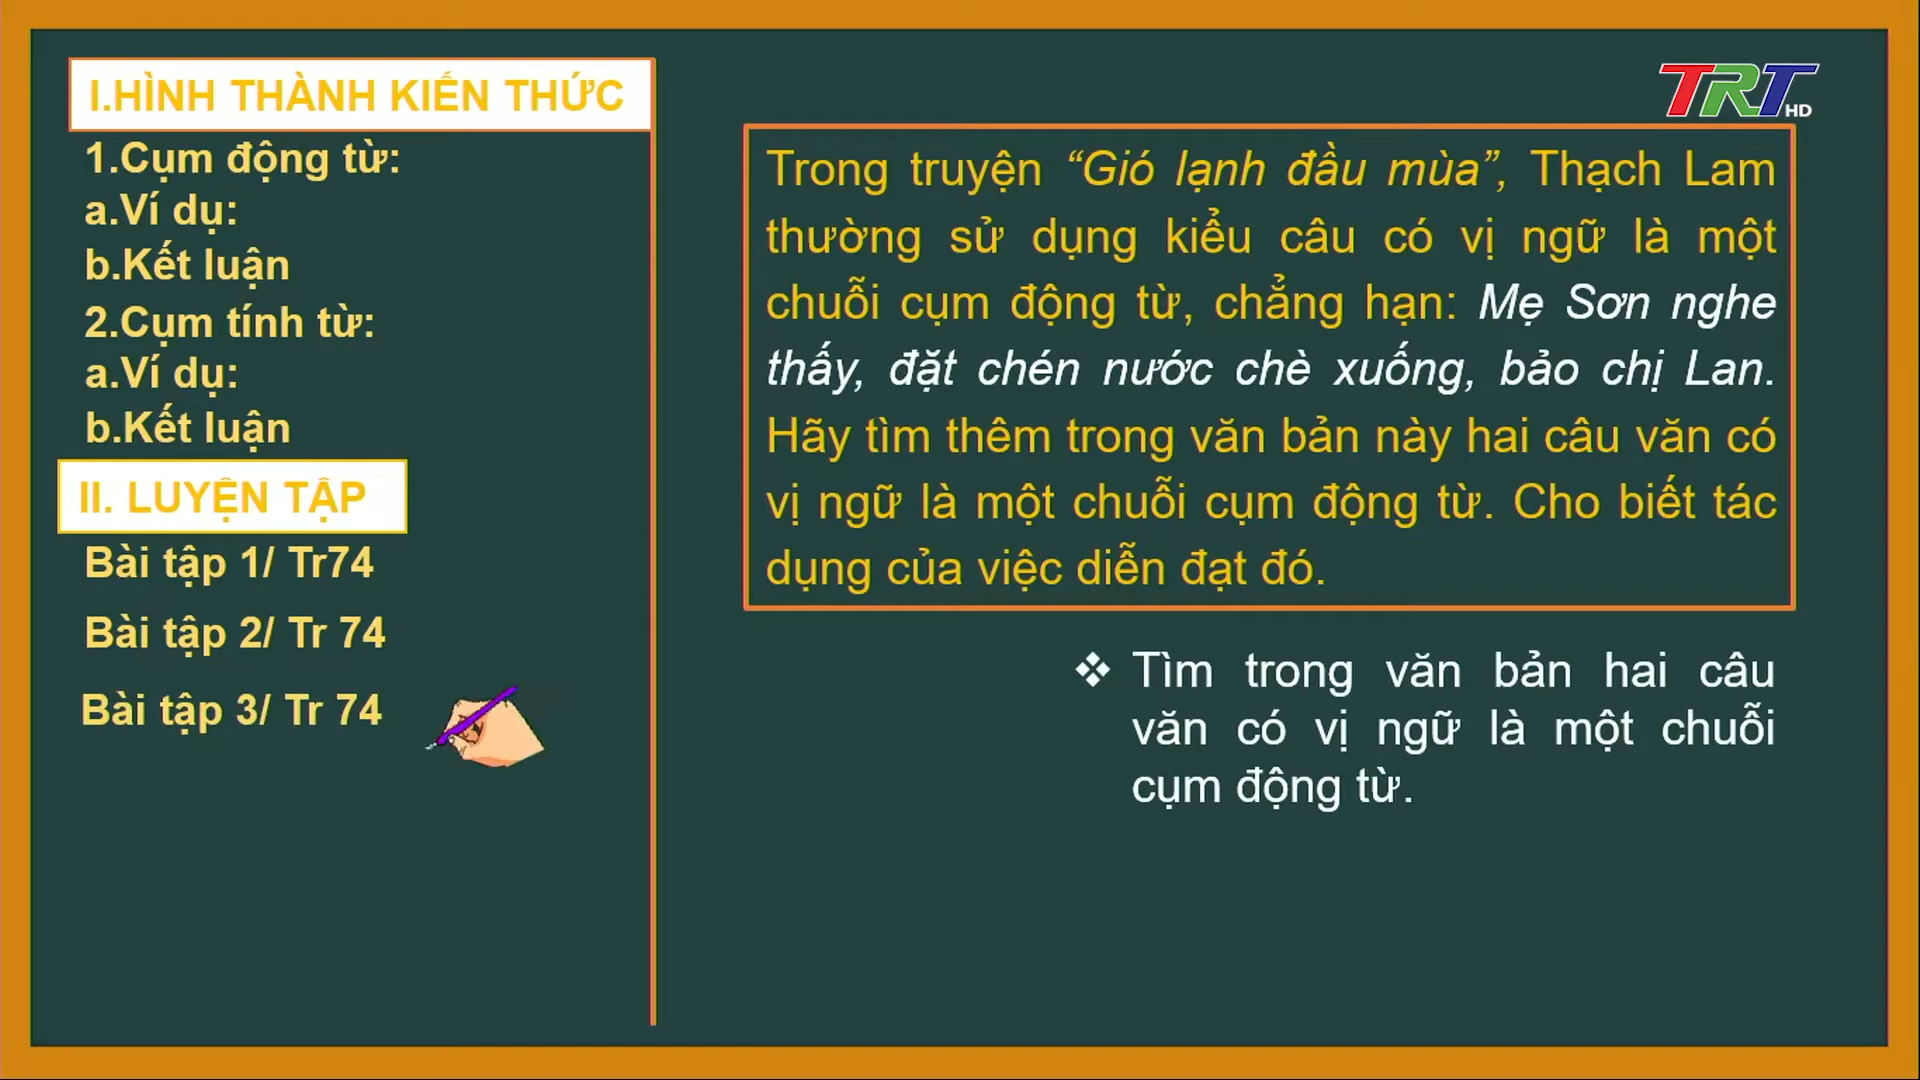 I.HÌNH THÀNH KIẾN THỨC
1.Cụm động từ:
a.Ví dụ:
b.Kết luận
2.Cụm tính từ:
a.Ví dụ:
b.Kết luận
II. LUYỆN TẬP
Bài tập 1/ Tr74
Bài tập 2/ Tr 74
Bài tập 3/ Tr 74
TRT HD
Trong truyện “Gió lạnh đầu mùa”, Thạch Lam
thường sử dụng kiểu câu có vị ngữ là một
chuỗi cụm động từ, chẳng hạn: Mẹ Sơn nghe
thấy, đặt chén nước chè xuống, bảo chị Lan.
Hãy tìm thêm trong văn bản này hai câu văn có
vị ngữ là một chuỗi cụm động từ. Cho biết tác
dụng của việc diễn đạt đó.
❖ Tìm trong văn bản hai câu
văn có vị ngữ là một chuỗi
cụm động từ.